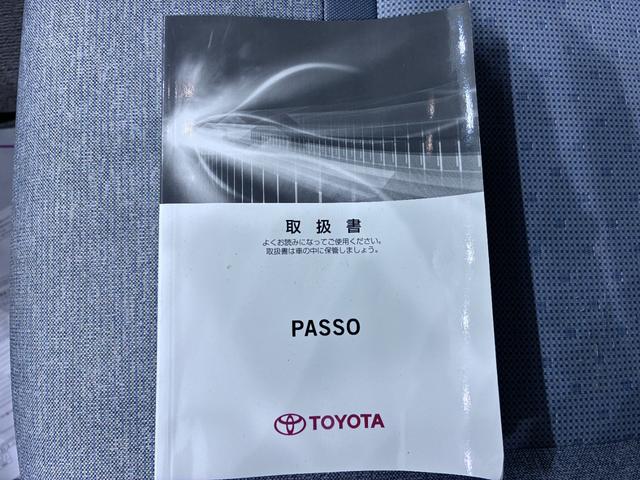 取扱書
よくお読みになってご使用ください。
取扱書は車の中に保管しましょう。
PASSO
TOYOTA